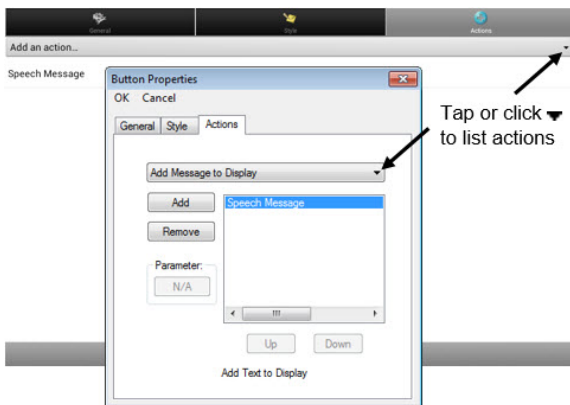 General
Style
Actions
Add an action...
Speech Message
Button Properties
OK Cancel
General Style Actions
Add Message to Display
Add
Speech Message
Remove
Parameter:
N/A
Up Down
Add Text to Display
Tap or click
to list actions